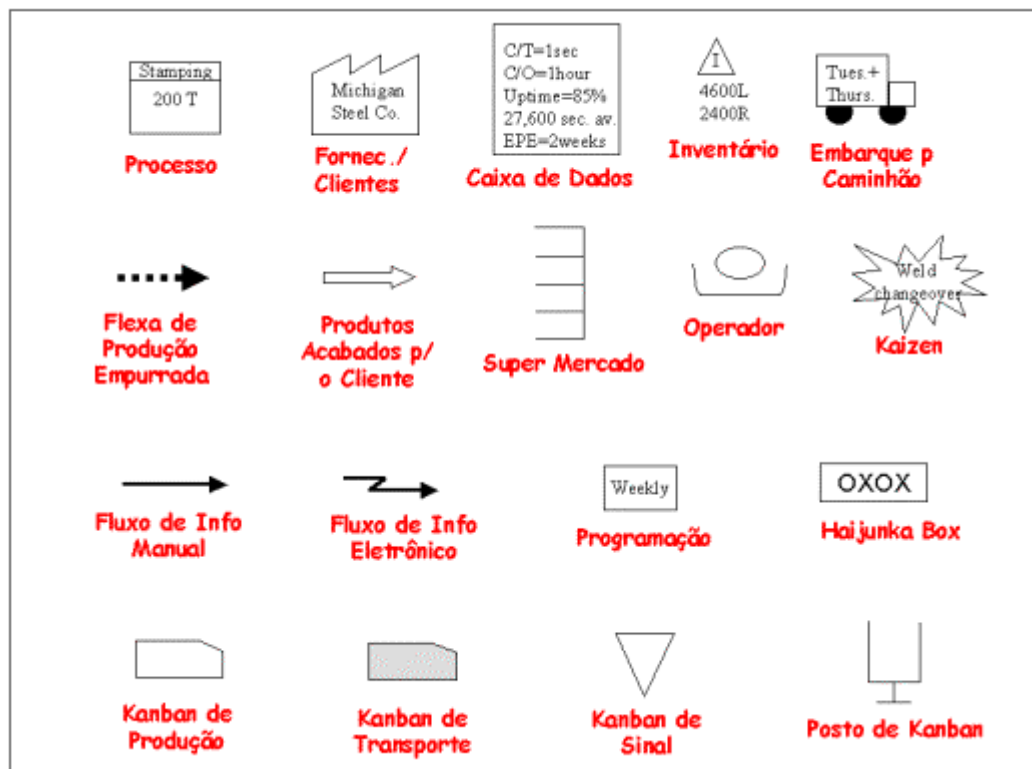 Stamping
200 T
Processo
Michigan
Steel Co.
Fornec./
Clientes
C/T=1sec
C/O=1hour
Uptime=85%
27,600 sec. av.
EPE=2weeks
Caixa de Dados
I
4600L
2400R
Inventário
Tues.+
Thurs.
Embarque p
Caminhão
Flexa de
Produção
Empurrada
Produtos
Acabados p/
o Cliente
Super Mercado
Operador
Weld
changeover
Kaizen
Fluxo de Info
Manual
Fluxo de Info
Eletrônico
Weekly
Programação
OXOX
Haijunka Box
Kanban de
Produção
Kanban de
Transporte
Kanban de
Sinal
Posto de Kanban